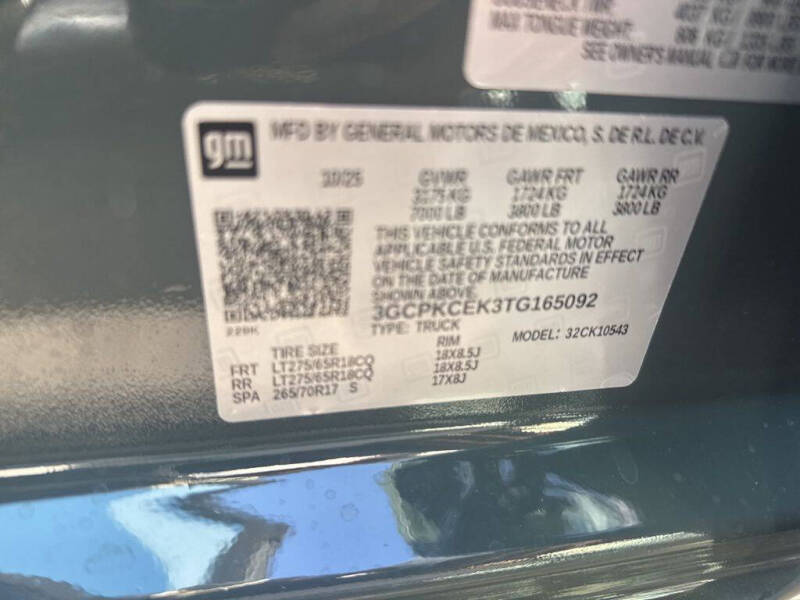 MAX TONGUE WEIGHT:
SEE OWNER'S MANUAL
gm
MFD BY GENERAL MOTORS DE MEXICO, S. DE R.L. DE C.V.
10/25 GVWR GAWR FRT GAWR RR
3175 KG 1724 KG 1724 KG
7000 LB 3800 LB 3800 LB
THIS VEHICLE CONFORMS TO ALL
APPLICABLE U.S. FEDERAL MOTOR
VEHICLE SAFETY STANDARDS IN EFFECT
ON THE DATE OF MANUFACTURE
SHOWN ABOVE.
3GCPKCEK3TG165092
TYPE: TRUCK MODEL: 32CK10543
TIRE SIZE RIM
FRT LT275/65R18CQ 18X8.5J
RR LT275/65R18CQ 18X8.5J
SPA 265/70R17 S 17X8J